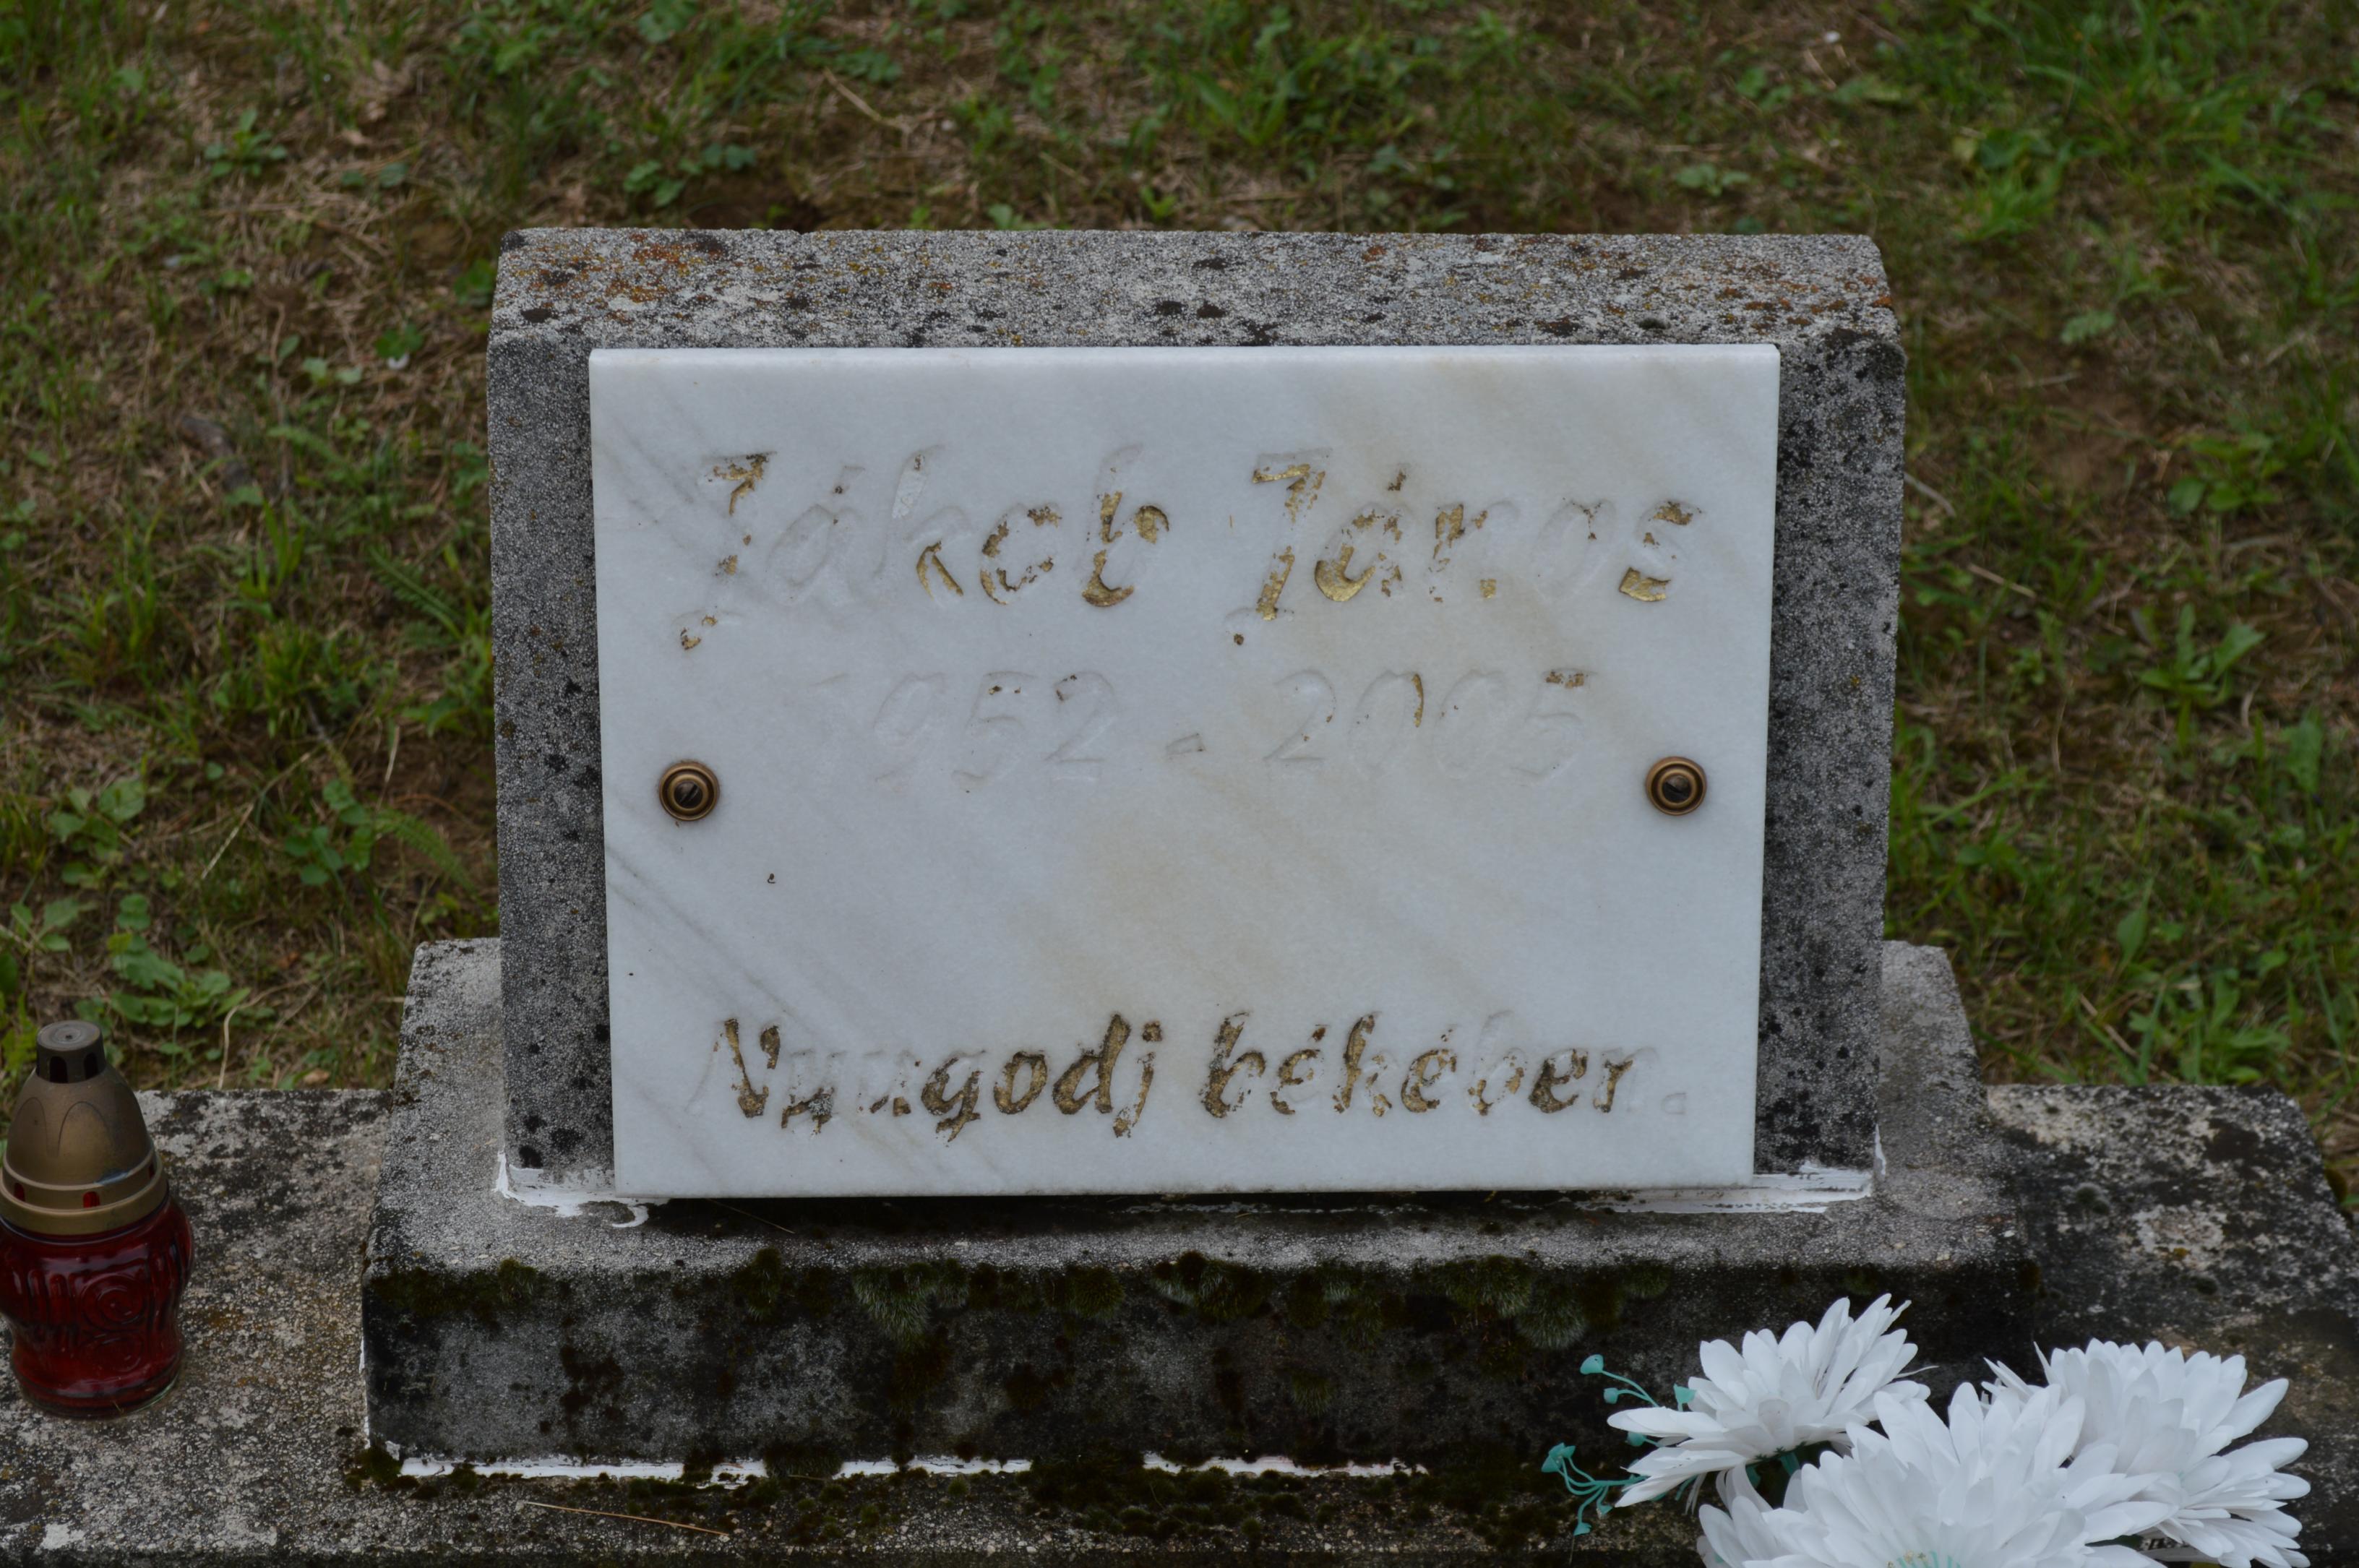 Jákob János
1952 - 2005
Nyugodj békében.